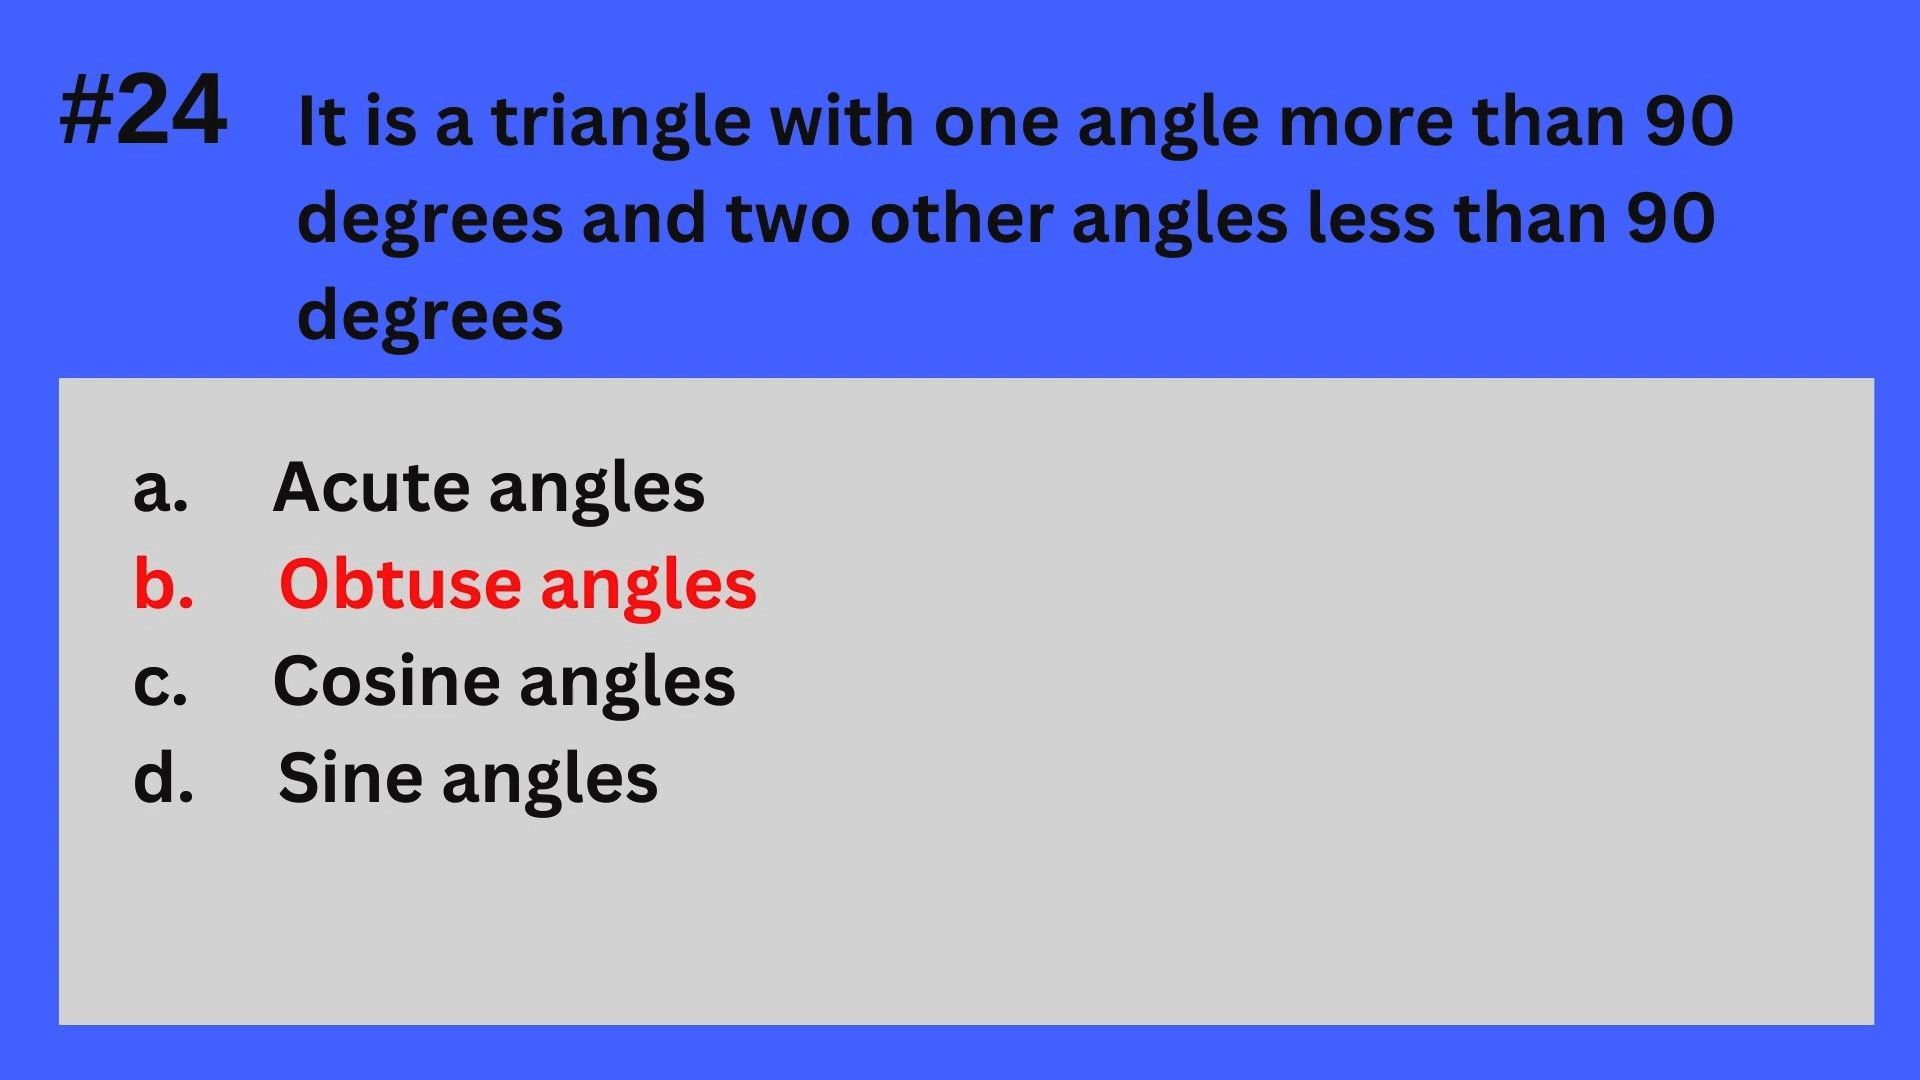 #24 It is a triangle with one angle more than 90
degrees and two other angles less than 90
degrees
a. Acute angles
b. Obtuse angles
c. Cosine angles
d. Sine angles